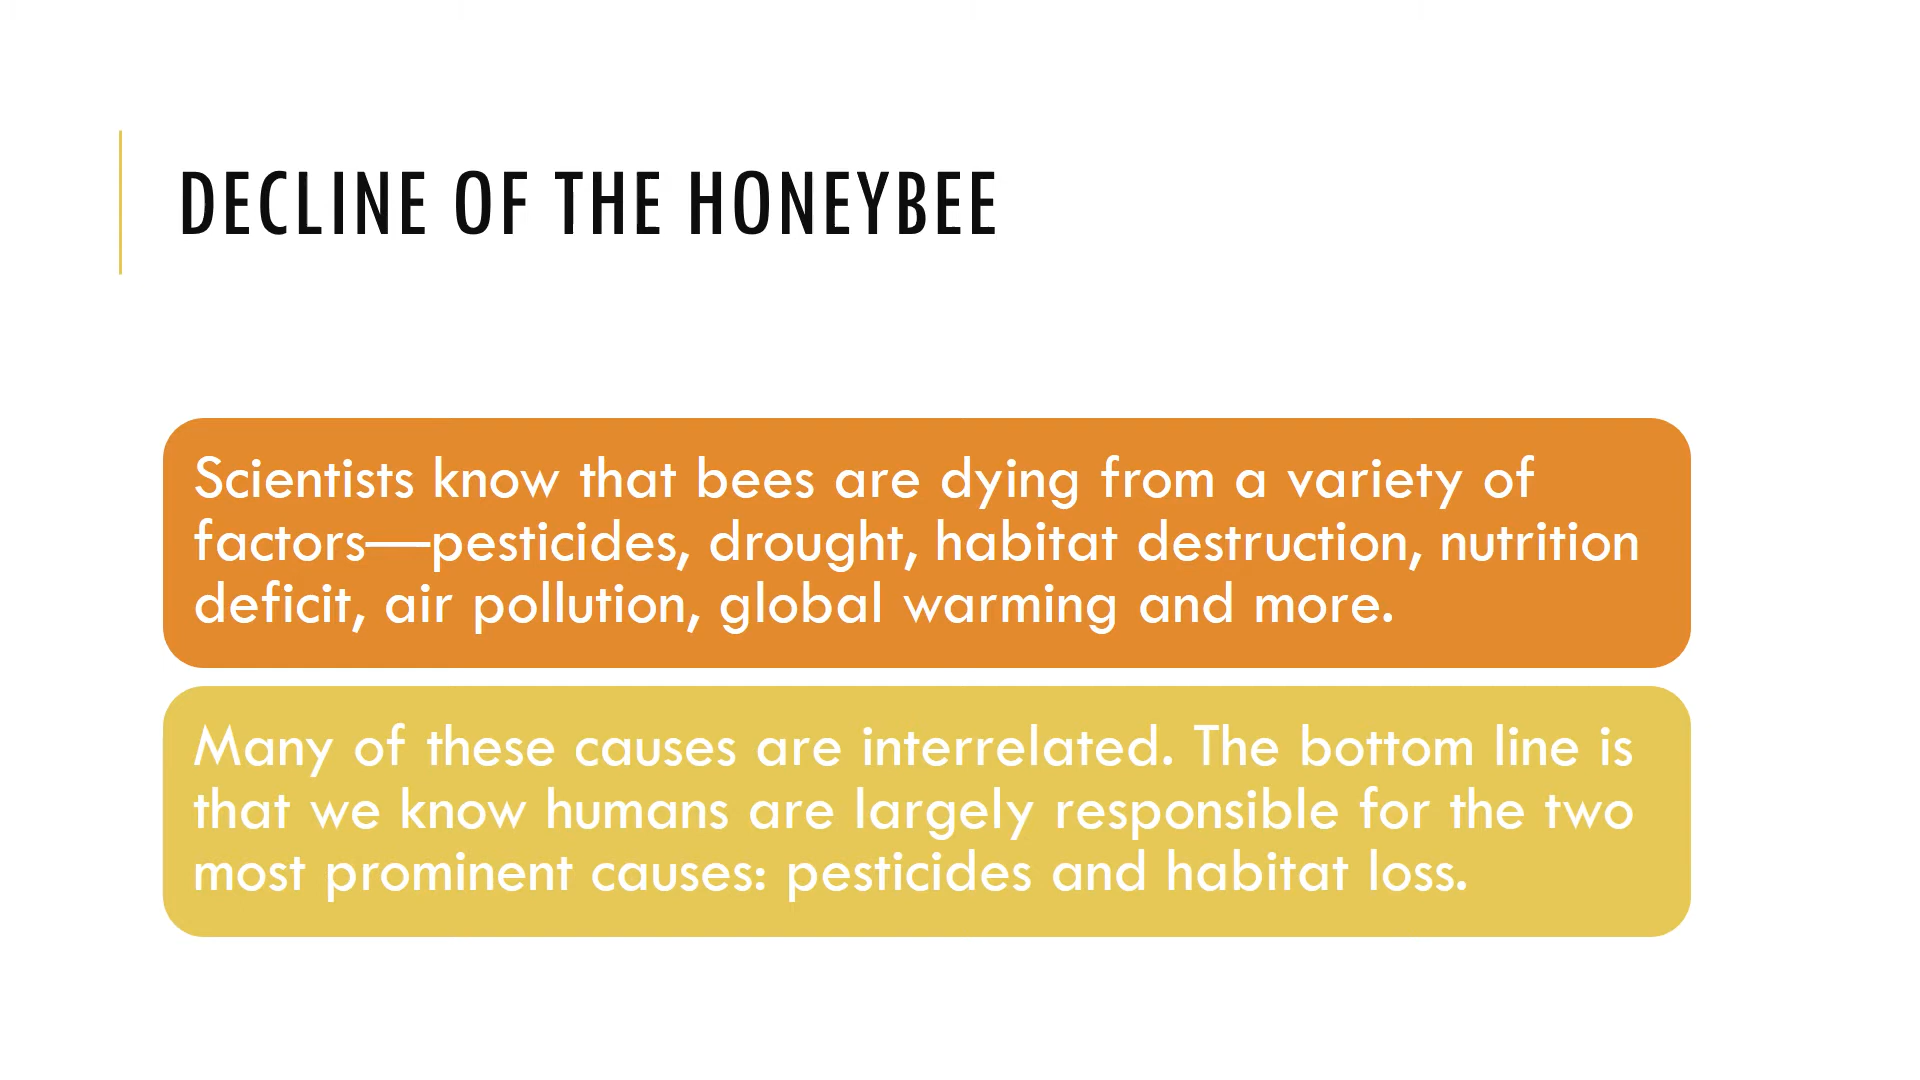 DECLINE OF THE HONEYBEE
Scientists know that bees are dying from a variety of
factors—pesticides, drought, habitat destruction, nutrition
deficit, air pollution, global warming and more.
Many of these causes are interrelated. The bottom line is
that we know humans are largely responsible for the two
most prominent causes: pesticides and habitat loss.